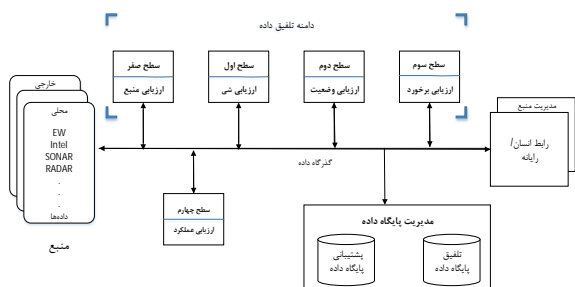 دامنه تلفیق داده
سطح صفر
ارزیابی منبع
سطح اول
ارزیابی شی
سطح دوم
ارزیابی وضعیت
سطح سوم
ارزیابی برخورد
خارجی
محلی
EW
Intel
SONAR
RADAR
.
.
.
داده‌ها
منبع
گذرگاه داده
مدیریت منبع
رابط انسان/
رایانه
سطح چهارم
ارزیابی عملکرد
مدیریت پایگاه داده
تلفیق
پایگاه داده
پشتیبانی
پایگاه داده